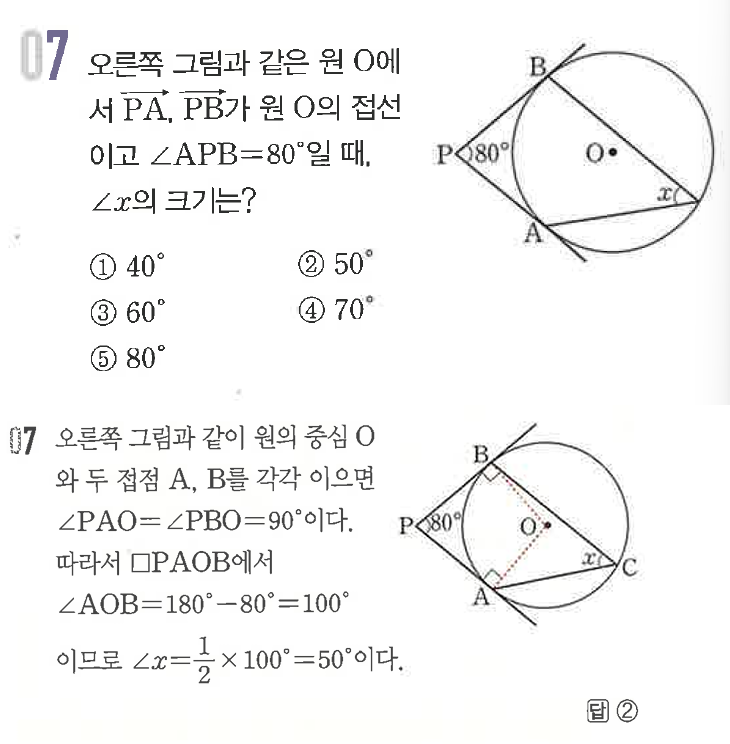 07 오른쪽 그림과 같은 원 O에
서 PA, PB가 원 O의 접선
이고 ∠APB=80°일 때,
∠x의 크기는?
B
P 80° O
x
A
① 40° ② 50°
③ 60° ④ 70°
⑤ 80°
07 오른쪽 그림과 같이 원의 중심 O
와 두 접점 A, B를 각각 이으면
∠PAO=∠PBO=90°이다.
따라서 □PAOB에서
∠AOB=180°-80°=100°
이므로 ∠x=1/2×100°=50°이다.
B
P 80° O
x C
A
답 ②